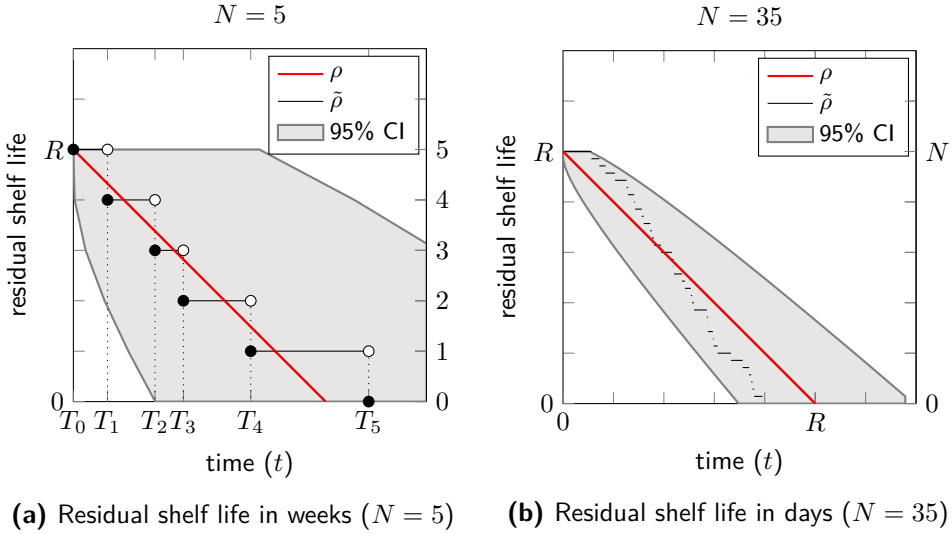 N = 5
ρ
ρ̃
95% CI
residual shelf life
R
0
5
4
3
2
1
0
T₀ T₁ T₂ T₃ T₄ T₅
time (t)
(a) Residual shelf life in weeks (N = 5)
N = 35
ρ
ρ̃
95% CI
residual shelf life
R
0
N
0
0 R
time (t)
(b) Residual shelf life in days (N = 35)